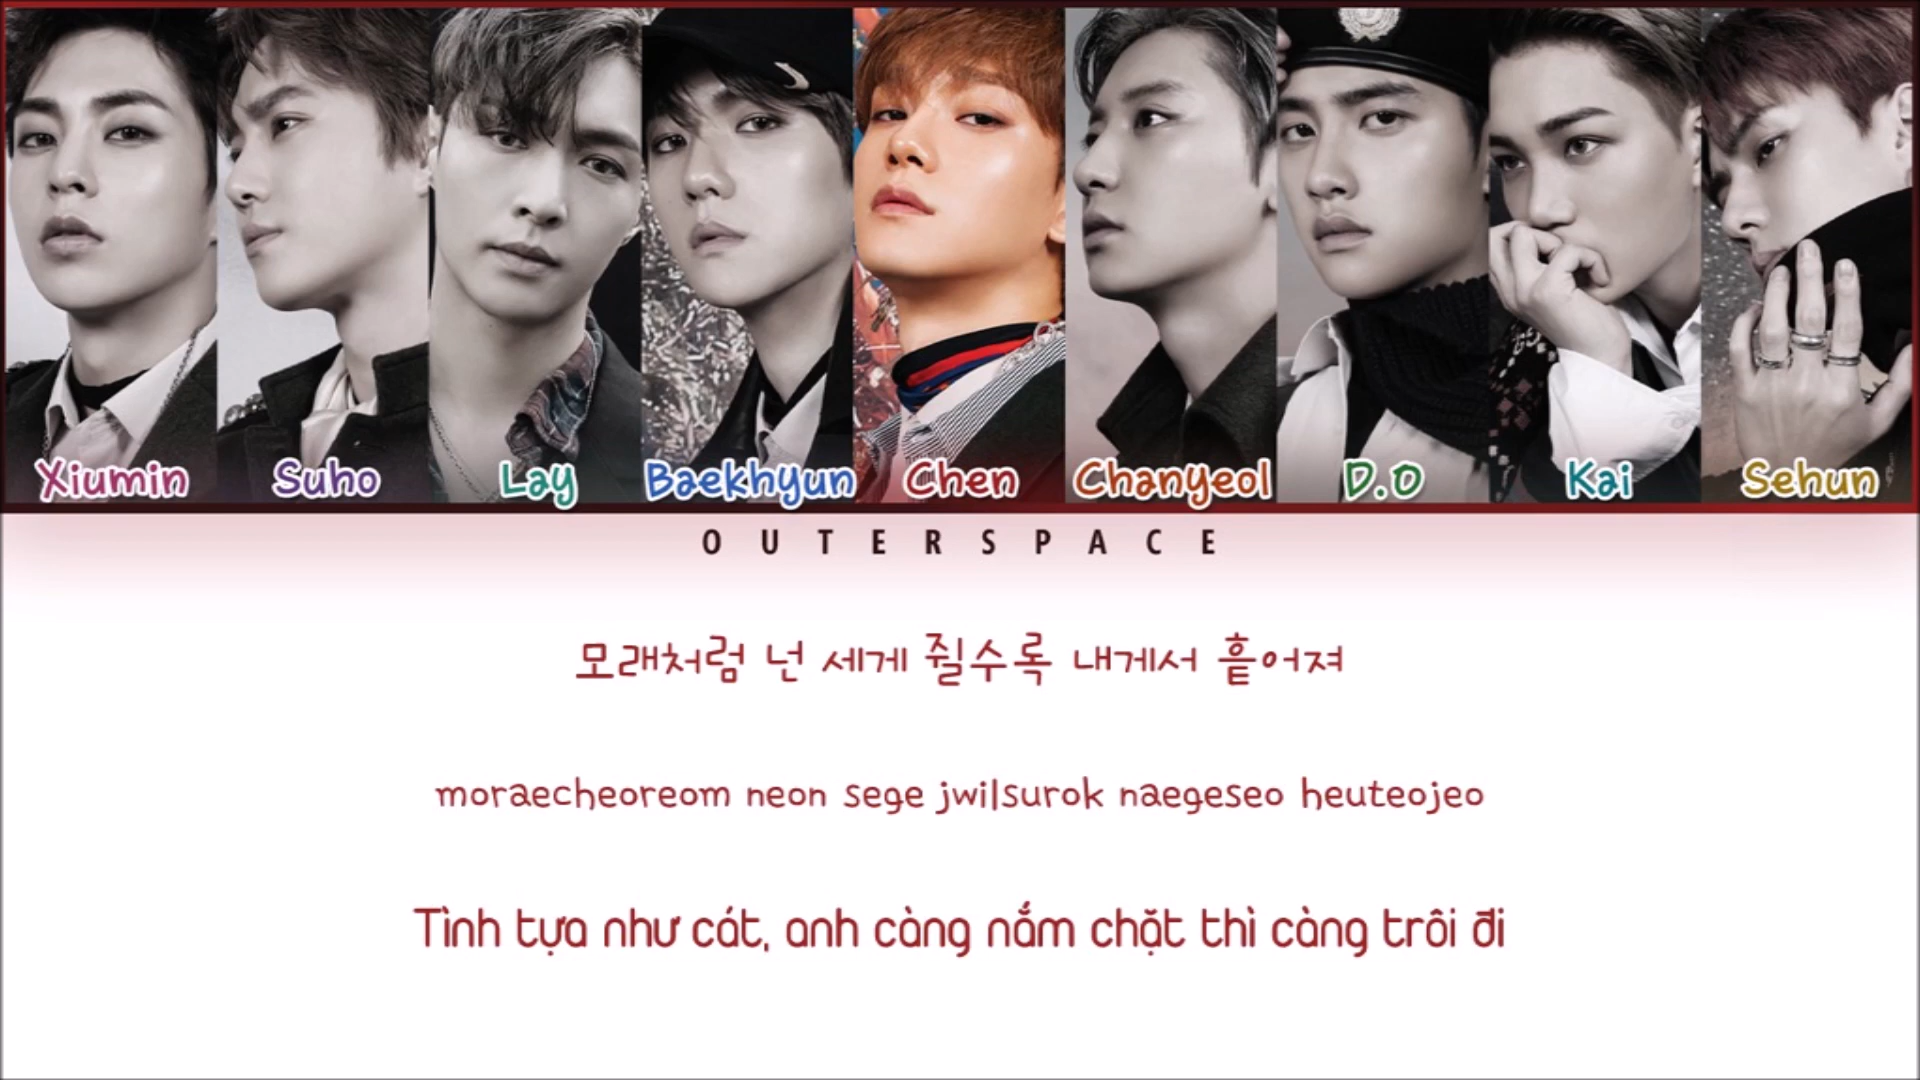 Xiumin Suho Lay Baekhyun Chen Chanyeol D.O Kai Sehun
OUTERSPACE
모래처럼 넌 세게 쥘수록 내게서 흩어져
moraecheoreom neon sege jwilsurok naegeseo heuteojeo
Tình tựa như cát, anh càng nắm chặt thì càng trôi đi